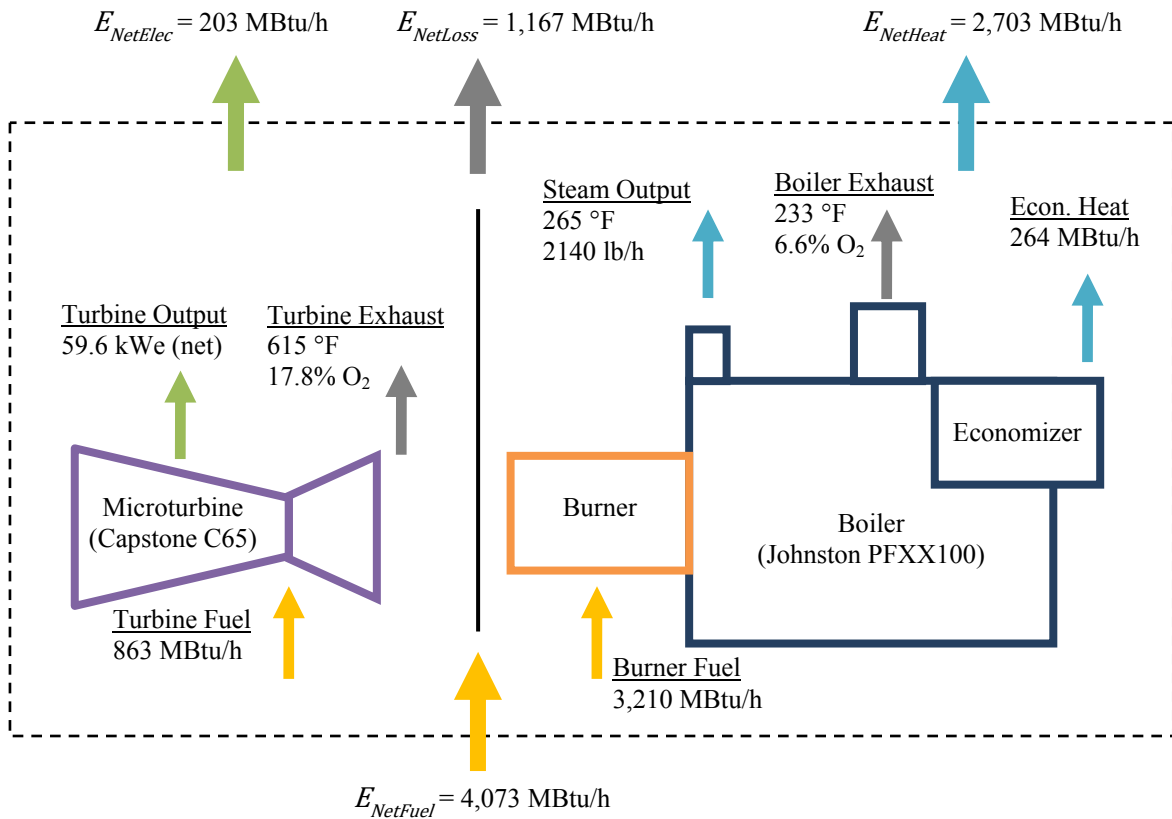 E_NetElec = 203 MBtu/h
E_NetLoss = 1,167 MBtu/h
E_NetHeat = 2,703 MBtu/h
Steam Output
265 °F
2140 lb/h
Boiler Exhaust
233 °F
6.6% O₂
Econ. Heat
264 MBtu/h
Turbine Output
59.6 kWe (net)
Turbine Exhaust
615 °F
17.8% O₂
Microturbine
(Capstone C65)
Burner
Economizer
Boiler
(Johnston PFXX100)
Turbine Fuel
863 MBtu/h
Burner Fuel
3,210 MBtu/h
E_NetFuel = 4,073 MBtu/h